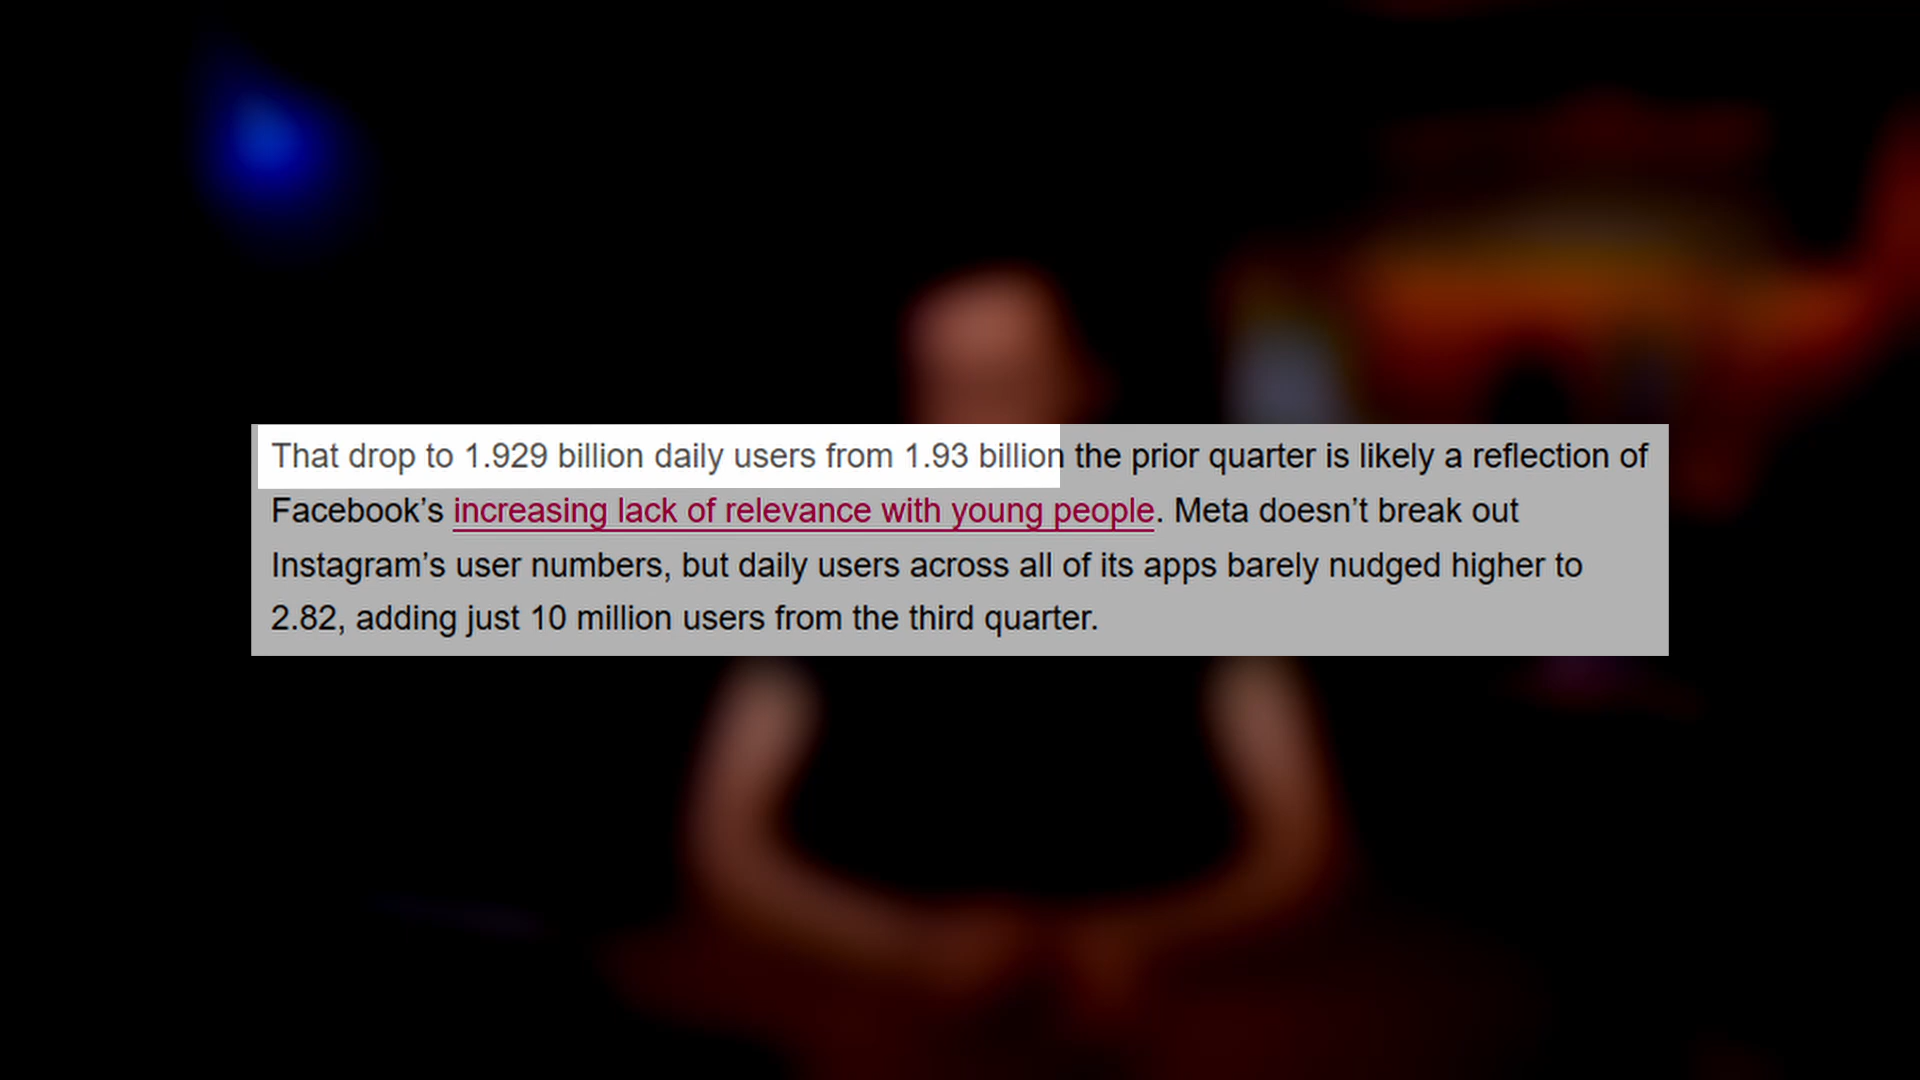 That drop to 1.929 billion daily users from 1.93 billion the prior quarter is likely a reflection of
Facebook’s increasing lack of relevance with young people. Meta doesn’t break out
Instagram’s user numbers, but daily users across all of its apps barely nudged higher to
2.82, adding just 10 million users from the third quarter.